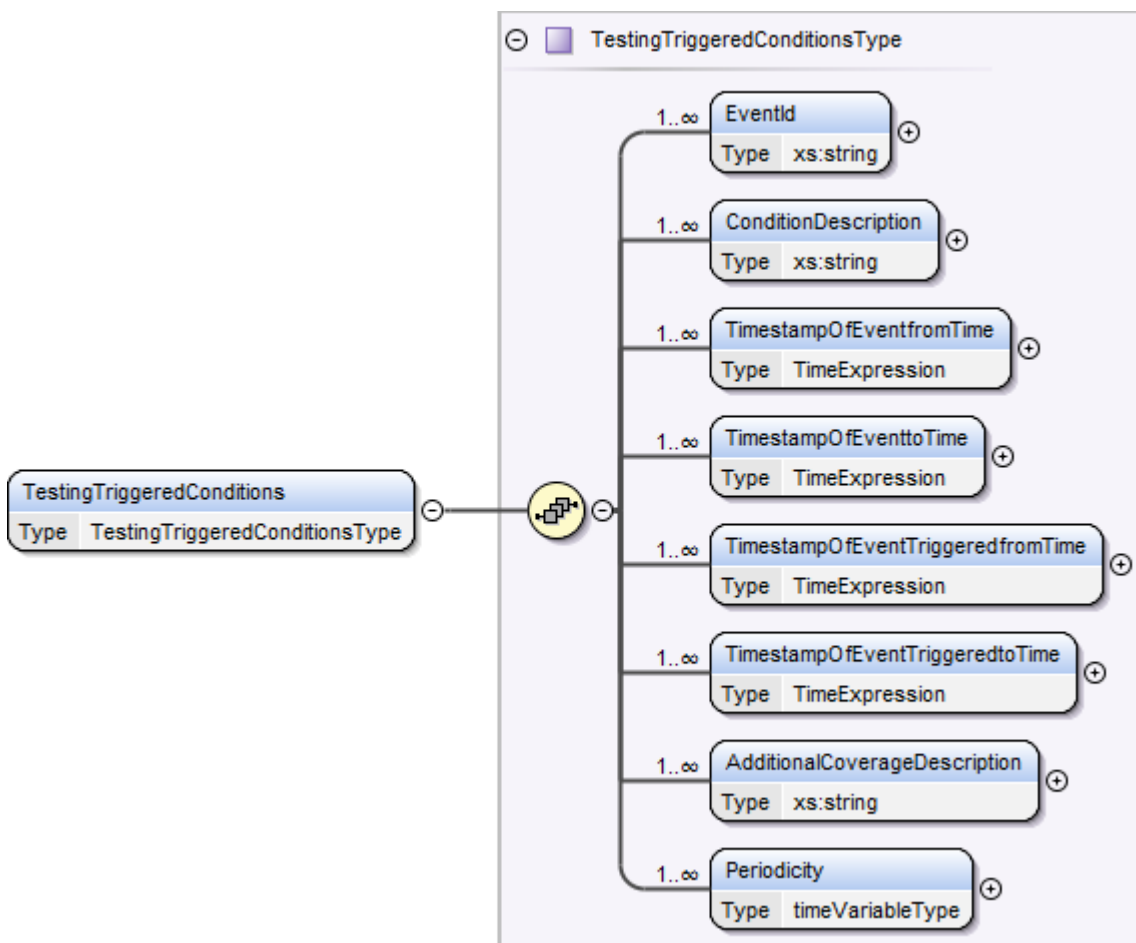 TestingTriggeredConditionsType
1..∞
EventId
Type xs:string
1..∞
ConditionDescription
Type xs:string
1..∞
TimestampOfEventfromTime
Type TimeExpression
1..∞
TimestampOfEventtoTime
Type TimeExpression
TestingTriggeredConditions
Type TestingTriggeredConditionsType
1..∞
TimestampOfEventTriggeredfromTime
Type TimeExpression
1..∞
TimestampOfEventTriggeredtoTime
Type TimeExpression
1..∞
AdditionalCoverageDescription
Type xs:string
1..∞
Periodicity
Type timeVariableType